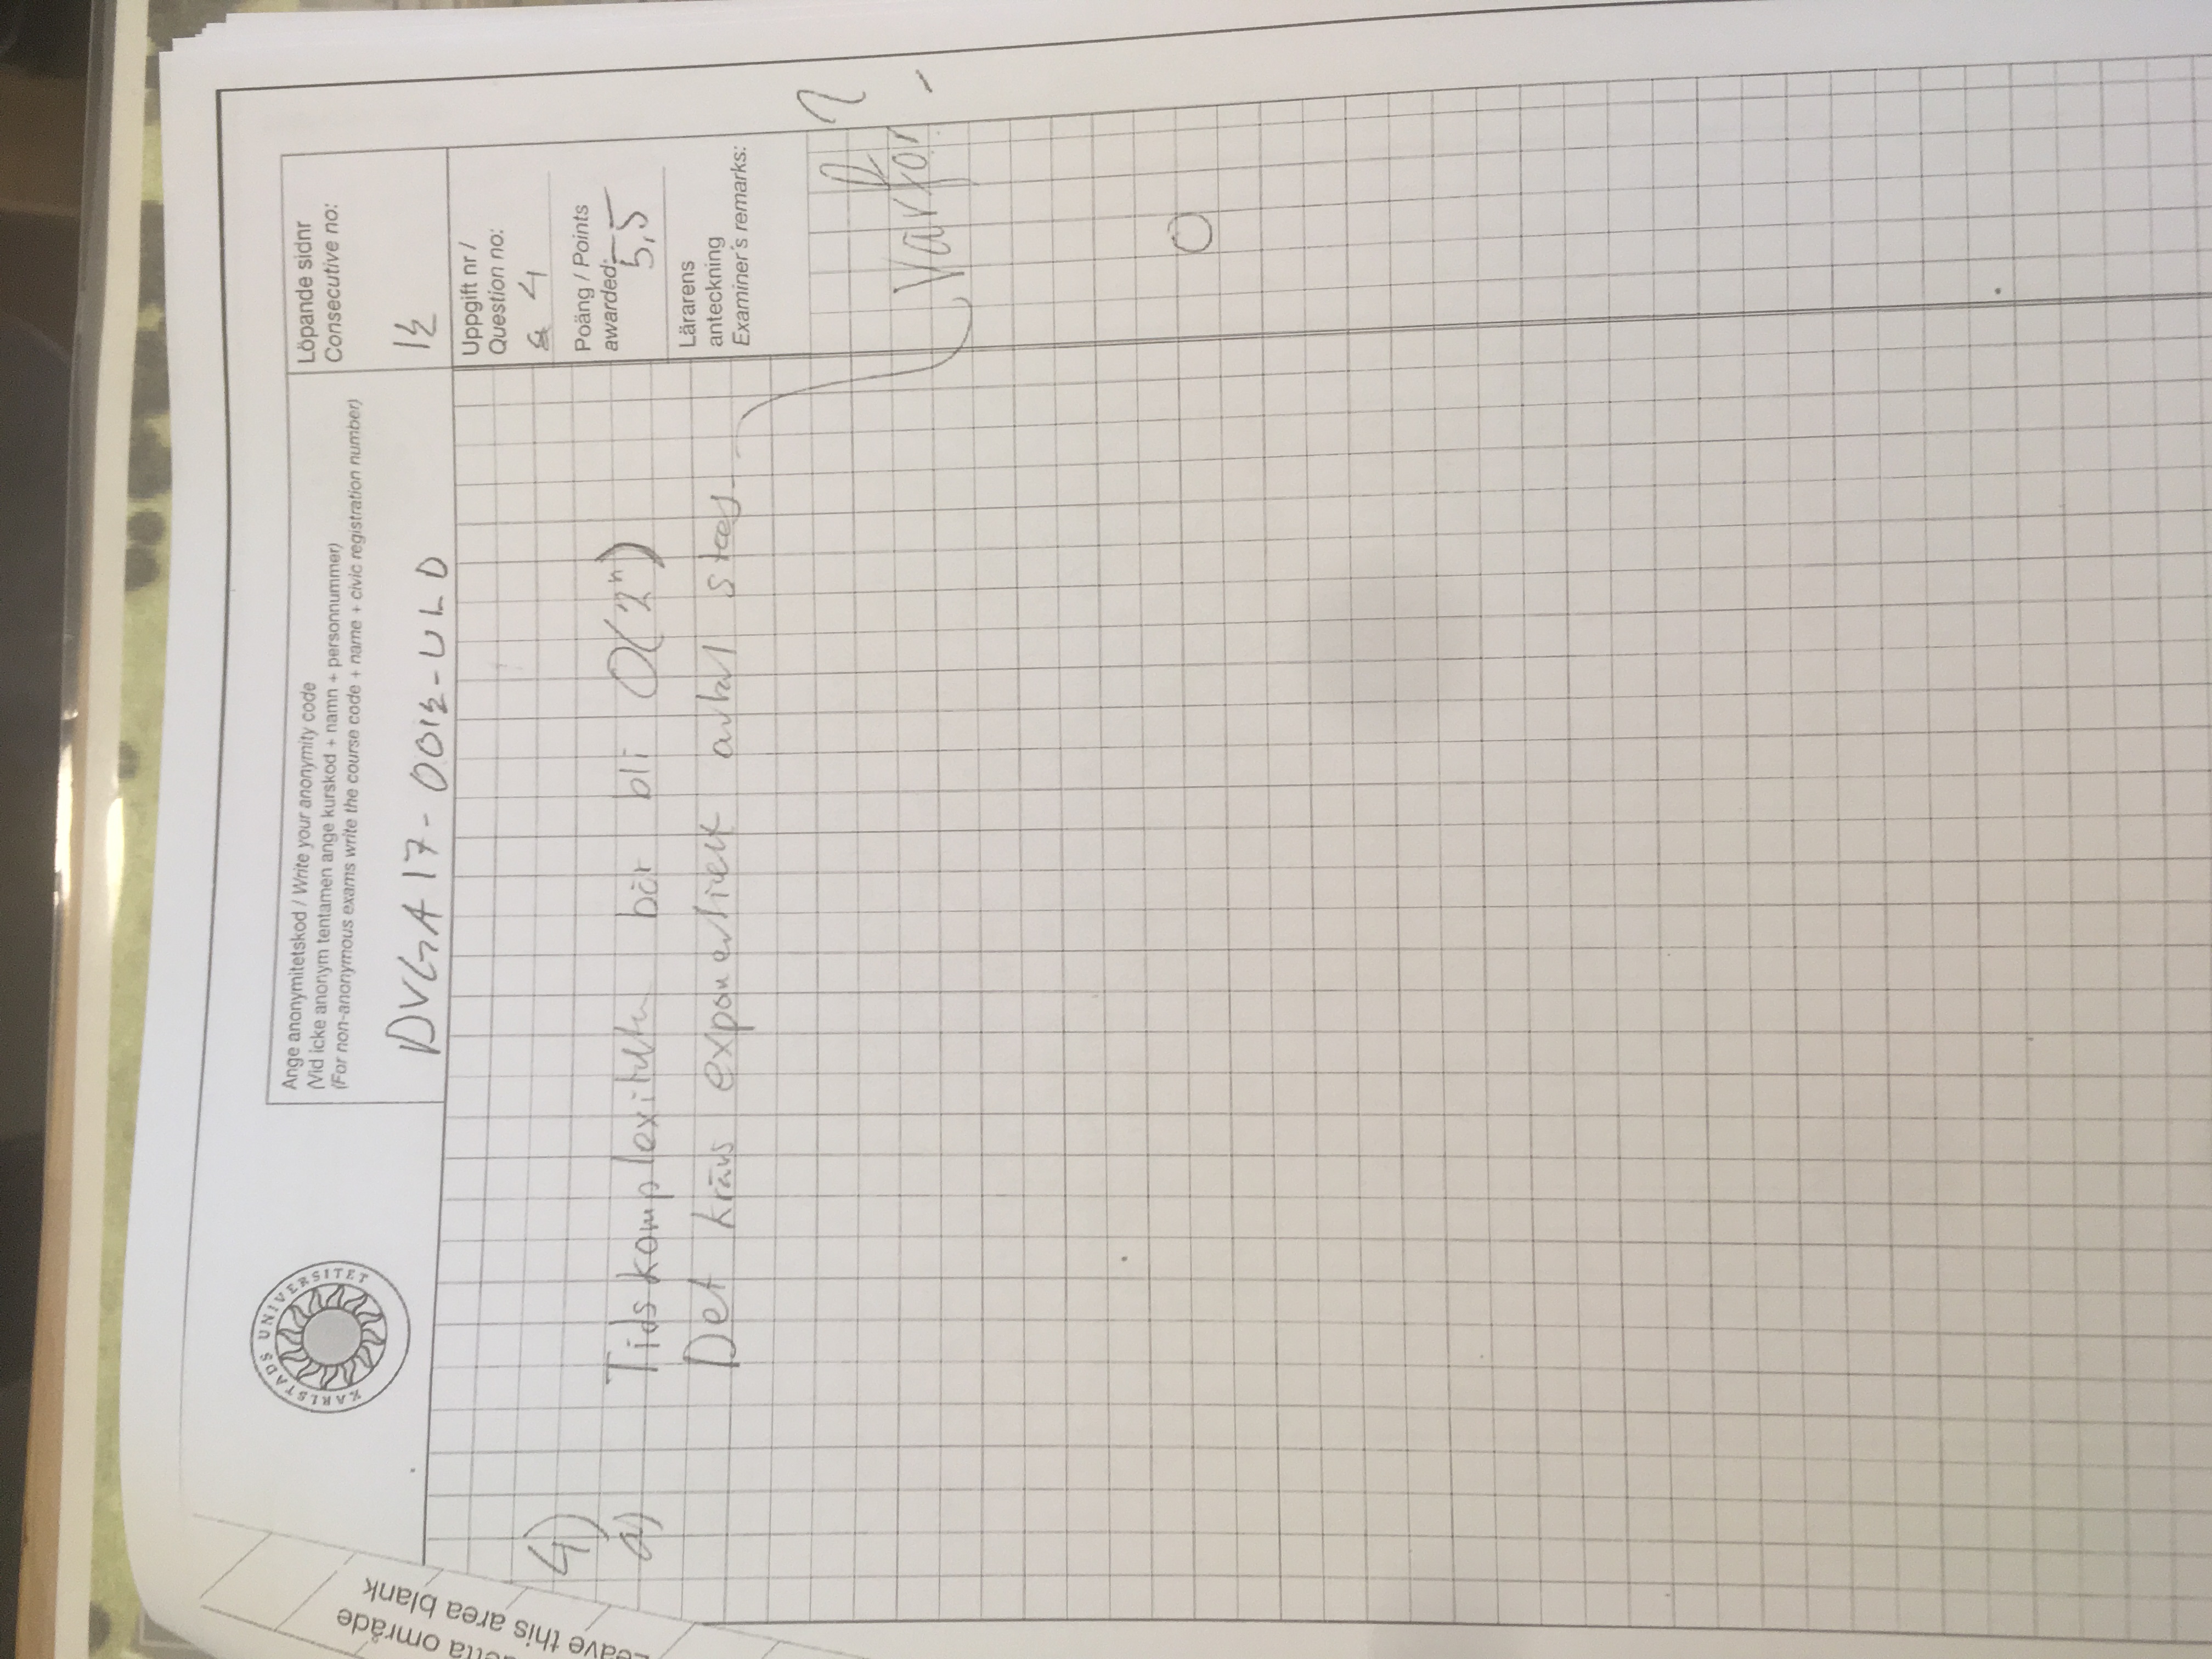 detta område
Leave this area blank
KARLSTADS UNIVERSITET
Ange anonymitetskod / Write your anonymity code
(Vid icke anonym tentamen ange kurskod + namn + personnummer)
(For non-anonymous exams write the course code + name + civic registration number)
DVGA17-0012-ULD
Löpande sidnr
Consecutive no:
12
Uppgift nr /
Question no:
4
Poäng / Points
awarded:
5,5
Lärarens
anteckning
Examiner's remarks:
4)
a) Tidskomplexiteten bör bli O(2ⁿ)
Det krävs exponentiellt antal steg
Varför?
0